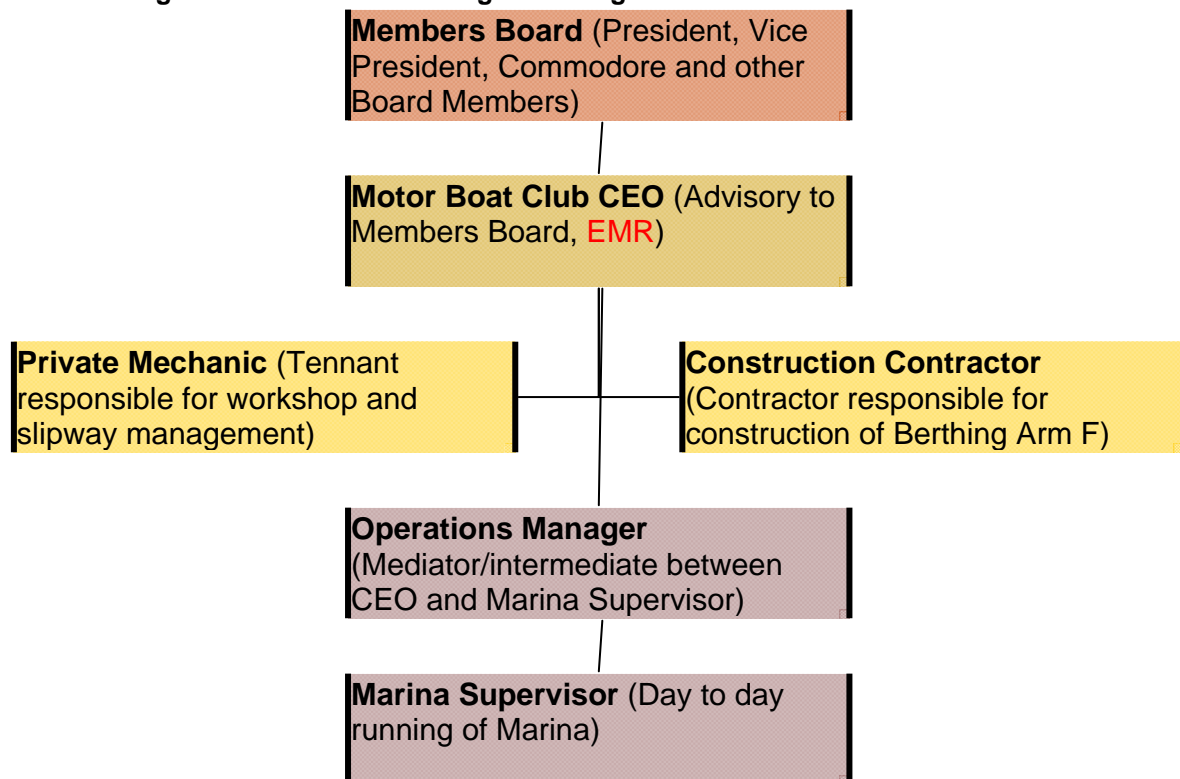 Members Board (President, Vice
President, Commodore and other
Board Members)
Motor Boat Club CEO (Advisory to
Members Board, EMR)
Private Mechanic (Tennant
responsible for workshop and
slipway management)
Construction Contractor
(Contractor responsible for
construction of Berthing Arm F)
Operations Manager
(Mediator/intermediate between
CEO and Marina Supervisor)
Marina Supervisor (Day to day
running of Marina)